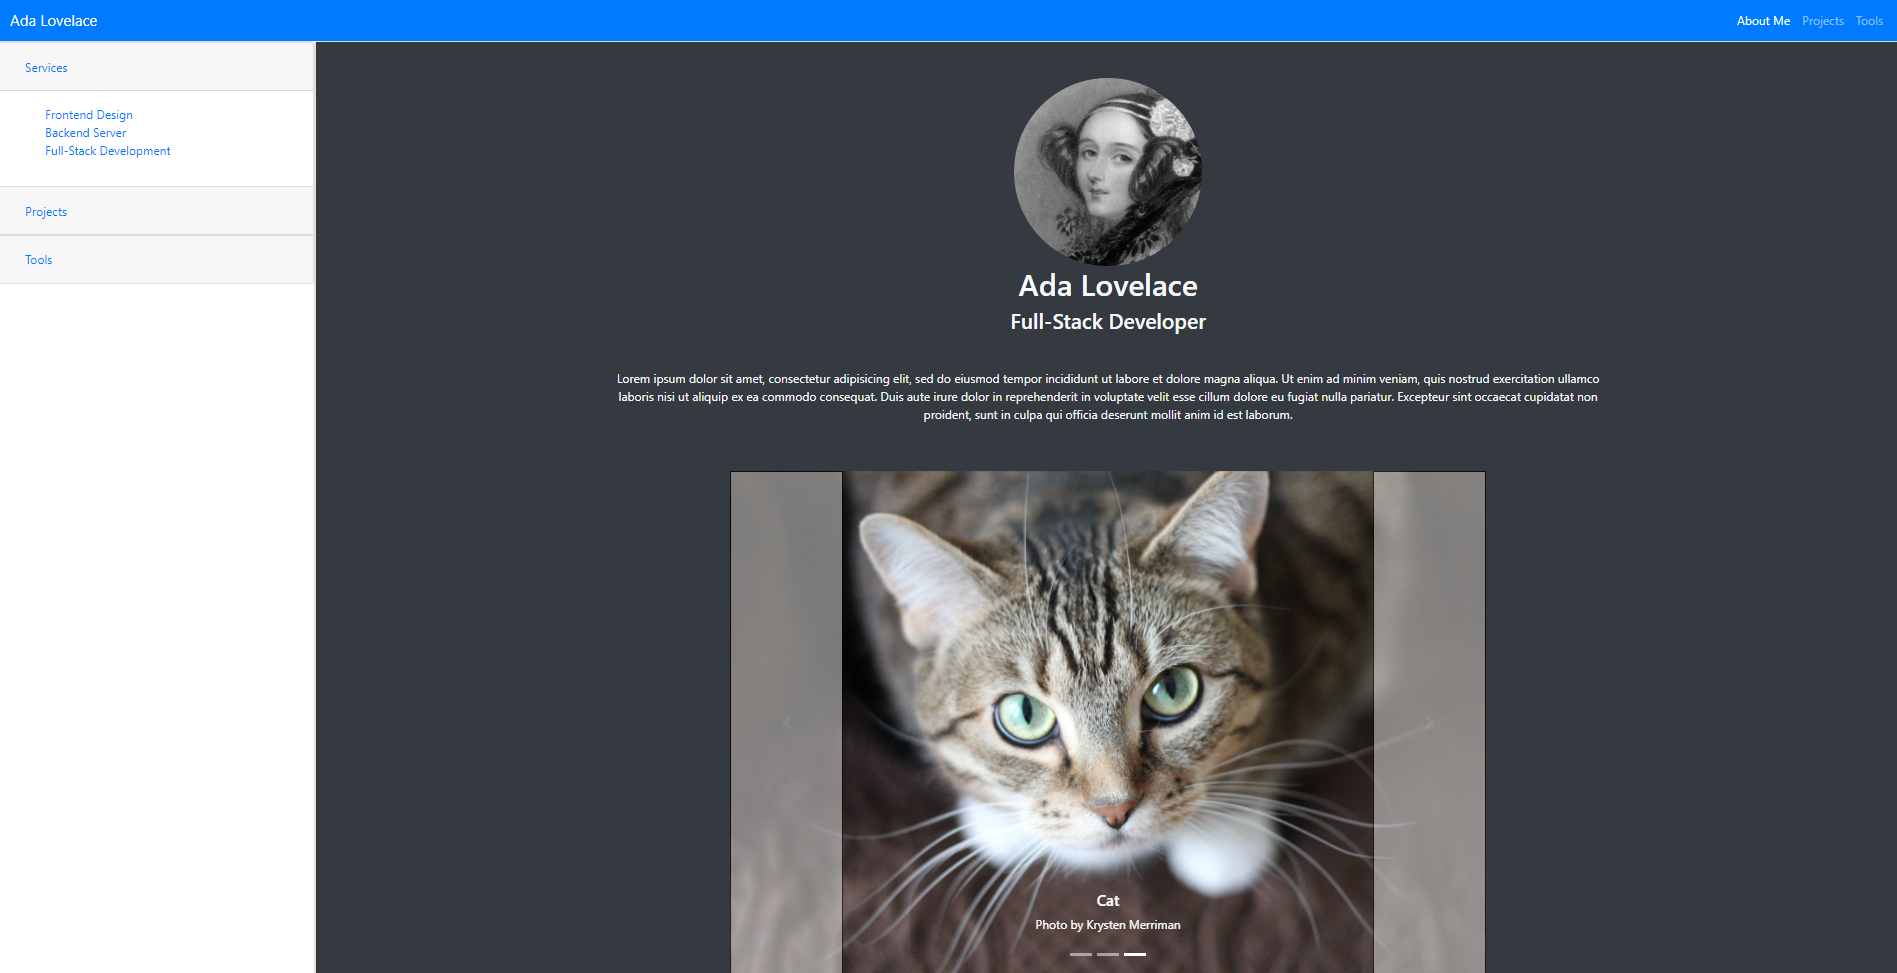 Ada Lovelace
About Me Projects Tools
Services
Frontend Design
Backend Server
Full-Stack Development
Projects
Tools
Ada Lovelace
Full-Stack Developer
Lorem ipsum dolor sit amet, consectetur adipisicing elit, sed do eiusmod tempor incididunt ut labore et dolore magna aliqua. Ut enim ad minim veniam, quis nostrud exercitation ullamco
laboris nisi ut aliquip ex ea commodo consequat. Duis aute irure dolor in reprehenderit in voluptate velit esse cillum dolore eu fugiat nulla pariatur. Excepteur sint occaecat cupidatat non
proident, sunt in culpa qui officia deserunt mollit anim id est laborum.
Cat
Photo by Krysten Merriman